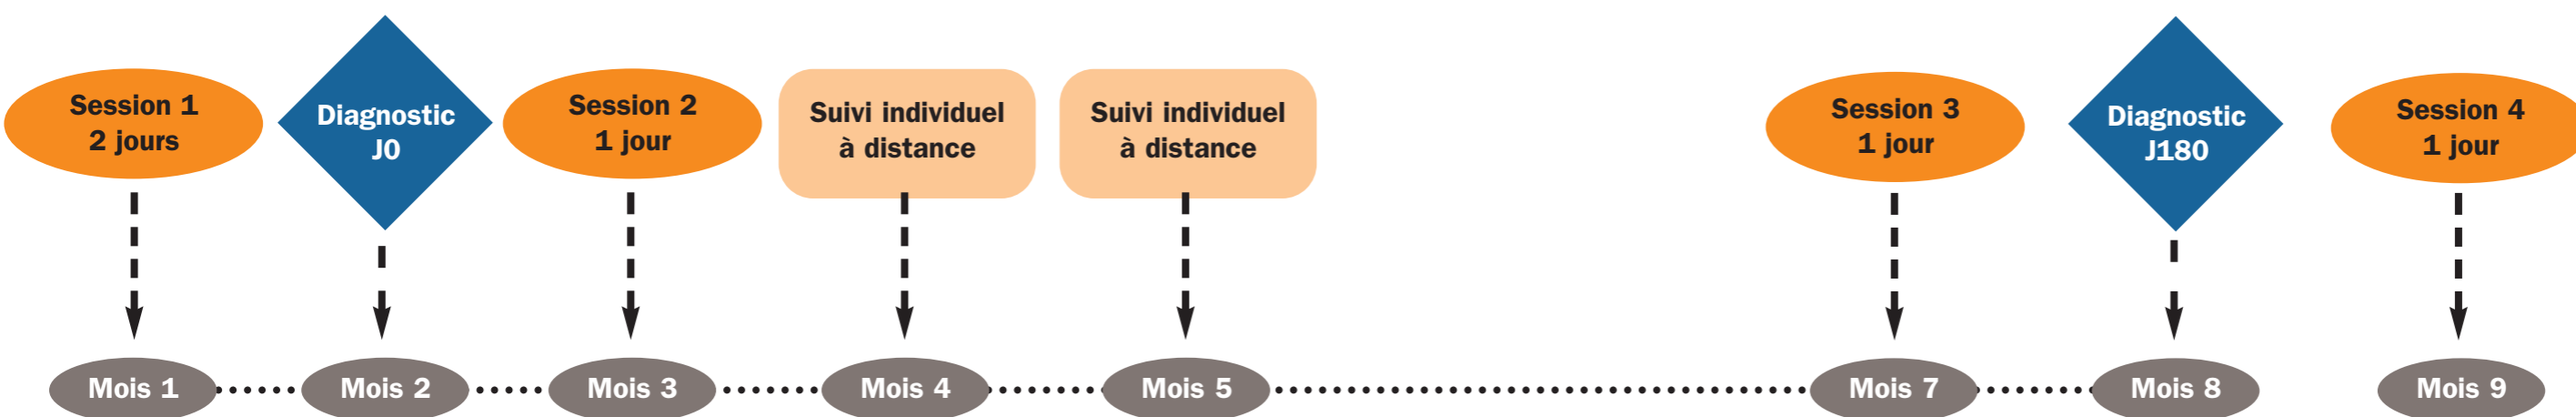 Session 1
2 jours
Diagnostic
J0
Session 2
1 jour
Suivi individuel
à distance
Suivi individuel
à distance
Session 3
1 jour
Diagnostic
J180
Session 4
1 jour
Mois 1
Mois 2
Mois 3
Mois 4
Mois 5
Mois 7
Mois 8
Mois 9